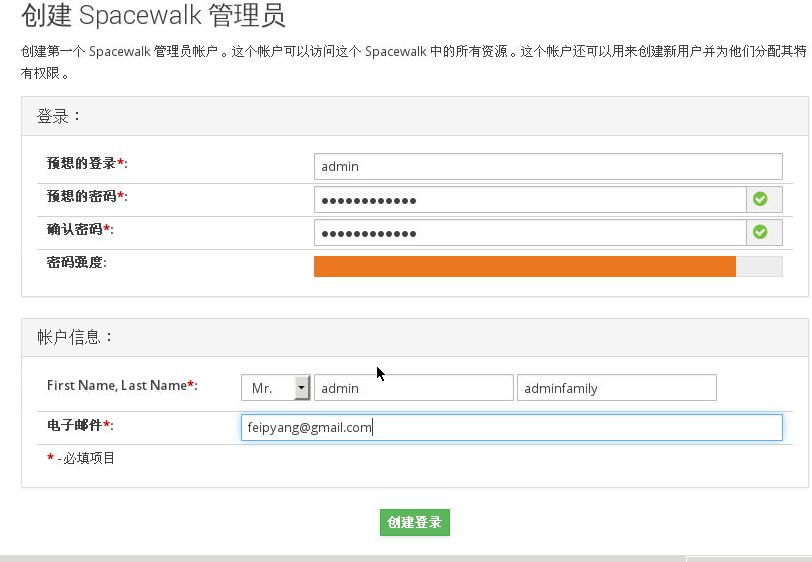 创建 Spacewalk 管理员
创建第一个 Spacewalk 管理员帐户。这个帐户可以访问这个 Spacewalk 中的所有资源。这个帐户还可以用来创建新用户并为他们分配其特
有权限。
登录：
预想的登录*: admin
预想的密码*: ●●●●●●●●●●●●
确认密码*: ●●●●●●●●●●●●
密码强度:
帐户信息：
First Name, Last Name*: Mr. admin adminfamily
电子邮件*: feipyang@gmail.com
* - 必填项目
创建登录